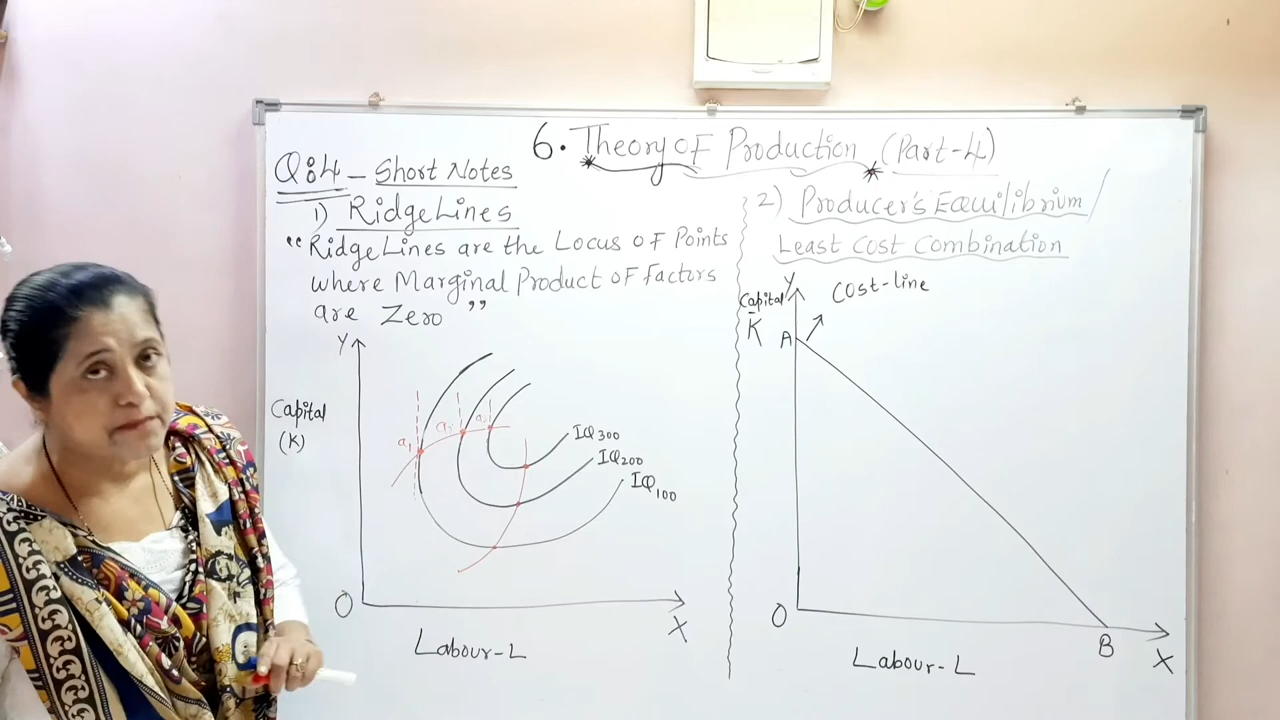 6. Theory Of Production (Part-4)
Q:4 - Short Notes
1) Ridge Lines
"Ridge Lines are the Locus Of Points
where Marginal Product Of factors
are Zero"
Y
Capital
(K)
a1
a2
IQ300
IQ200
IQ100
O
X
Labour-L
2) Producer's Equilibrium/
Least Cost Combination
Y
Capital
K
A
Cost-line
O
B
X
Labour-L